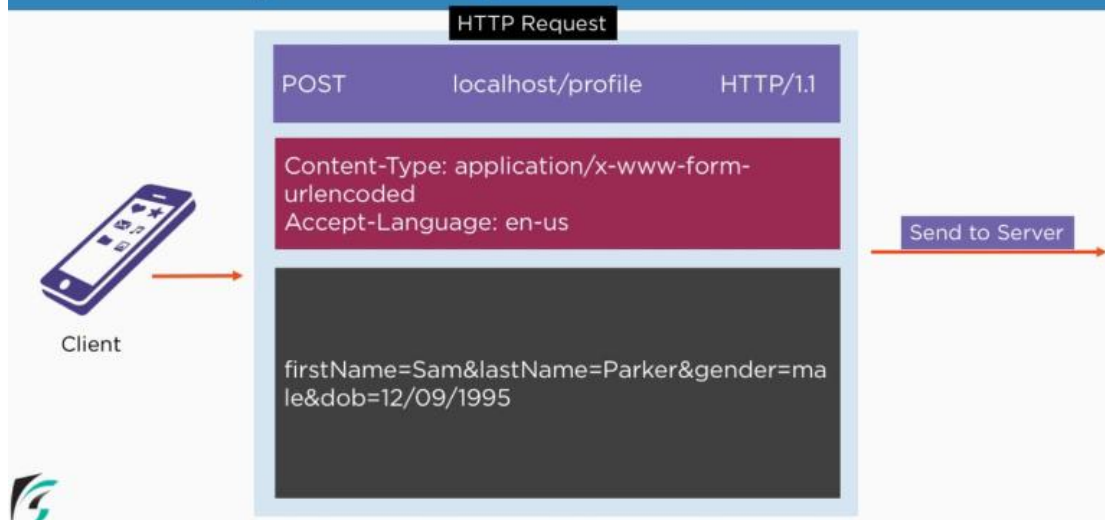 HTTP Request
POST localhost/profile HTTP/1.1
Content-Type: application/x-www-form-
urlencoded
Accept-Language: en-us
Send to Server
Client
firstName=Sam&lastName=Parker&gender=ma
le&dob=12/09/1995